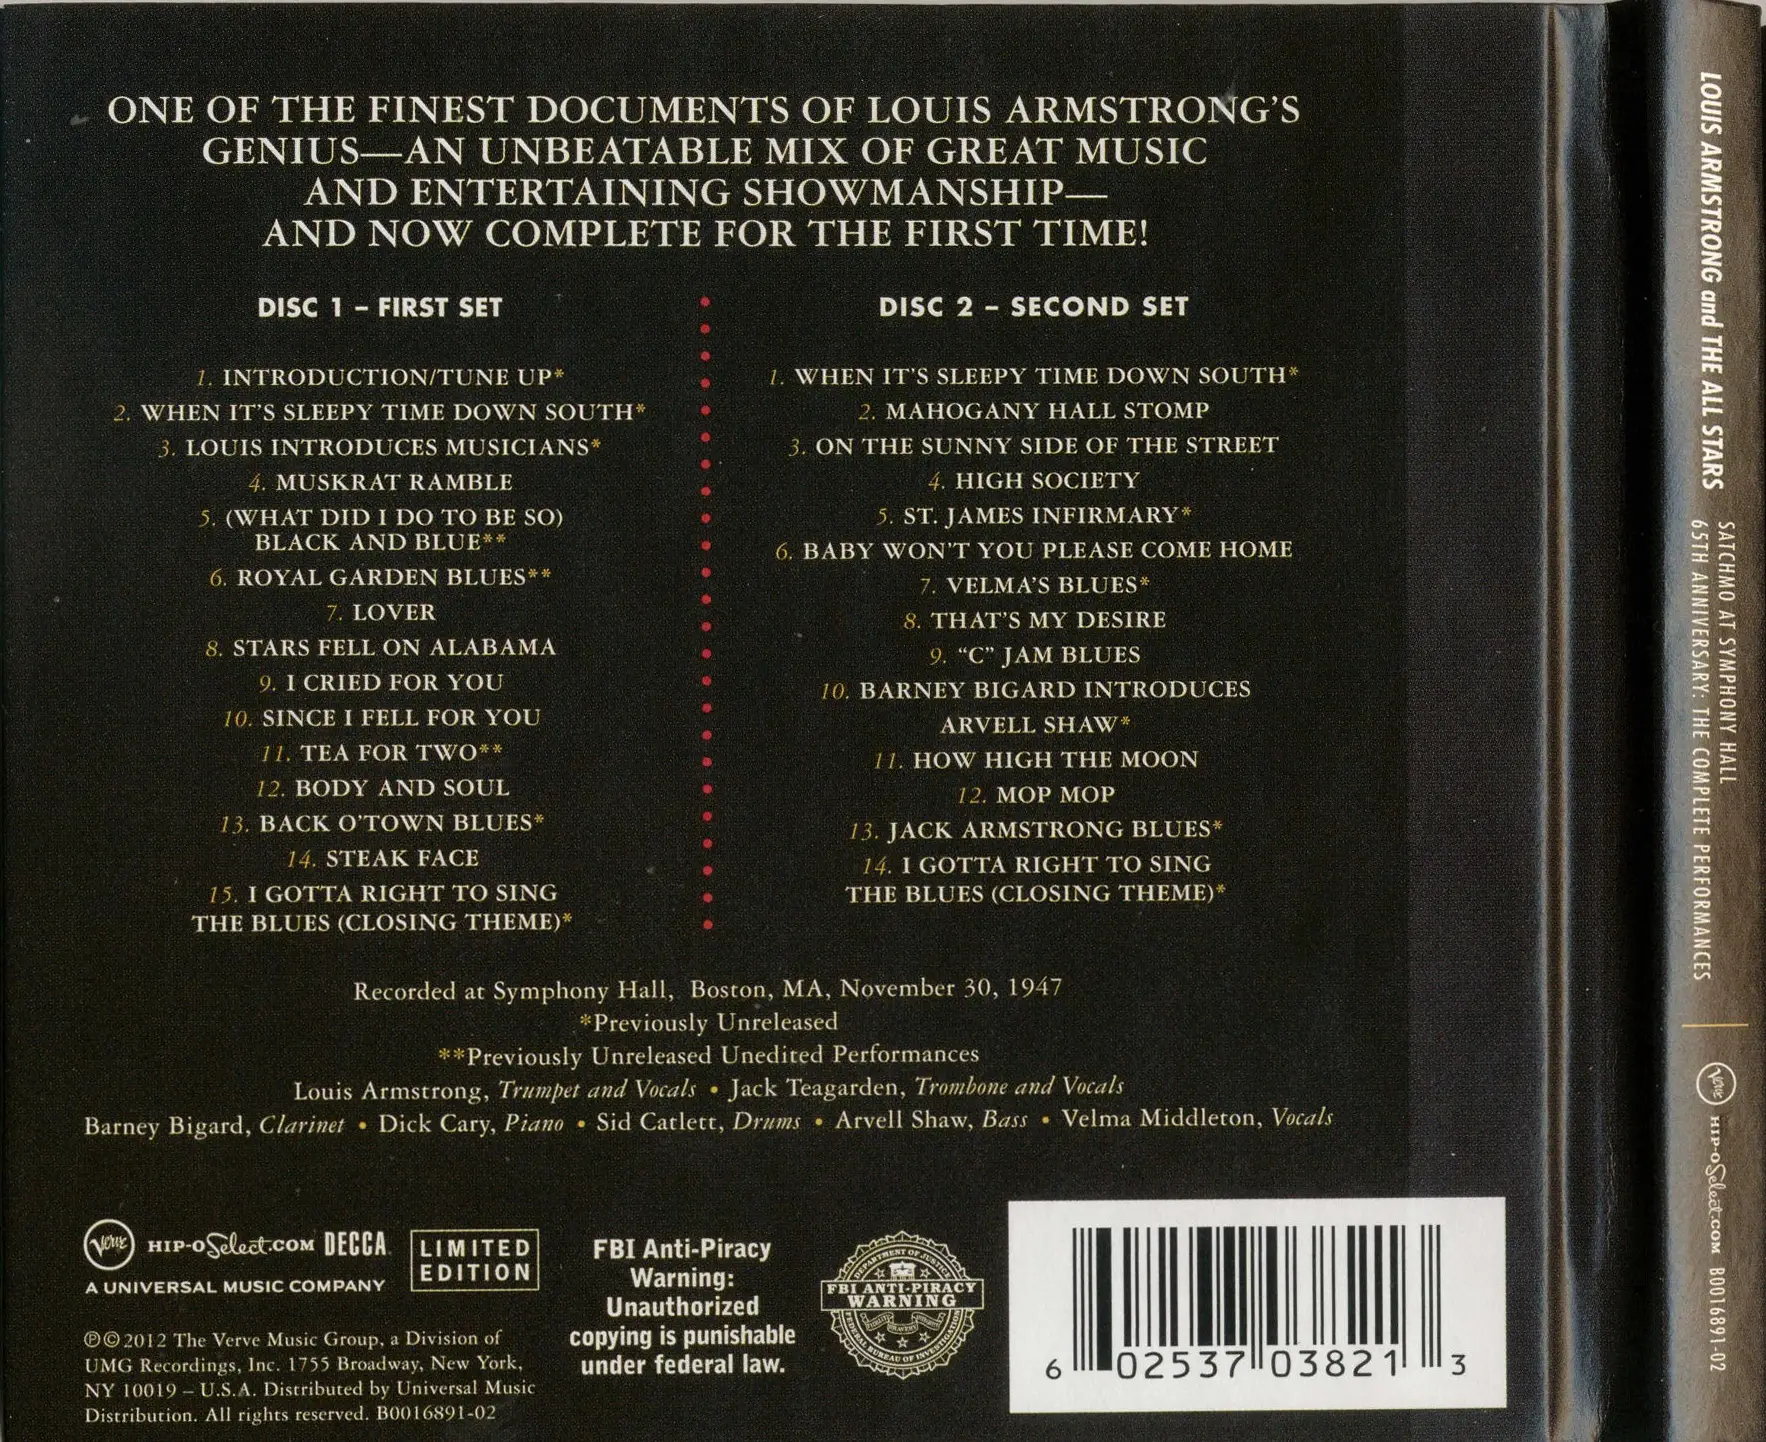 ONE OF THE FINEST DOCUMENTS OF LOUIS ARMSTRONG'S
GENIUS—AN UNBEATABLE MIX OF GREAT MUSIC
AND ENTERTAINING SHOWMANSHIP—
AND NOW COMPLETE FOR THE FIRST TIME!
DISC 1 – FIRST SET
1. INTRODUCTION/TUNE UP*
2. WHEN IT'S SLEEPY TIME DOWN SOUTH*
3. LOUIS INTRODUCES MUSICIANS*
4. MUSKRAT RAMBLE
5. (WHAT DID I DO TO BE SO)
BLACK AND BLUE**
6. ROYAL GARDEN BLUES**
7. LOVER
8. STARS FELL ON ALABAMA
9. I CRIED FOR YOU
10. SINCE I FELL FOR YOU
11. TEA FOR TWO**
12. BODY AND SOUL
13. BACK O'TOWN BLUES*
14. STEAK FACE
15. I GOTTA RIGHT TO SING
THE BLUES (CLOSING THEME)*
DISC 2 – SECOND SET
1. WHEN IT'S SLEEPY TIME DOWN SOUTH*
2. MAHOGANY HALL STOMP
3. ON THE SUNNY SIDE OF THE STREET
4. HIGH SOCIETY
5. ST. JAMES INFIRMARY*
6. BABY WON'T YOU PLEASE COME HOME
7. VELMA'S BLUES*
8. THAT'S MY DESIRE
9. "C" JAM BLUES
10. BARNEY BIGARD INTRODUCES
ARVELL SHAW*
11. HOW HIGH THE MOON
12. MOP MOP
13. JACK ARMSTRONG BLUES*
14. I GOTTA RIGHT TO SING
THE BLUES (CLOSING THEME)*
Recorded at Symphony Hall, Boston, MA, November 30, 1947
*Previously Unreleased
**Previously Unreleased Unedited Performances
Louis Armstrong, Trumpet and Vocals • Jack Teagarden, Trombone and Vocals
Barney Bigard, Clarinet • Dick Cary, Piano • Sid Catlett, Drums • Arvell Shaw, Bass • Velma Middleton, Vocals
Verve HIP-O Select.COM DECCA
A UNIVERSAL MUSIC COMPANY
LIMITED
EDITION
℗©2012 The Verve Music Group, a Division of
UMG Recordings, Inc. 1755 Broadway, New York,
NY 10019 – U.S.A. Distributed by Universal Music
Distribution. All rights reserved. B0016891-02
FBI Anti-Piracy
Warning:
Unauthorized
copying is punishable
under federal law.
DEPARTMENT OF JUSTICE
FBI ANTI-PIRACY
WARNING
FIDELITY BRAVERY INTEGRITY
FEDERAL BUREAU OF INVESTIGATION
6 02537 03821 3
LOUIS ARMSTRONG and THE ALL STARS
SATCHMO AT SYMPHONY HALL
65TH ANNIVERSARY: THE COMPLETE PERFORMANCES
Verve
HIP-O Select.COM
B0016891-02